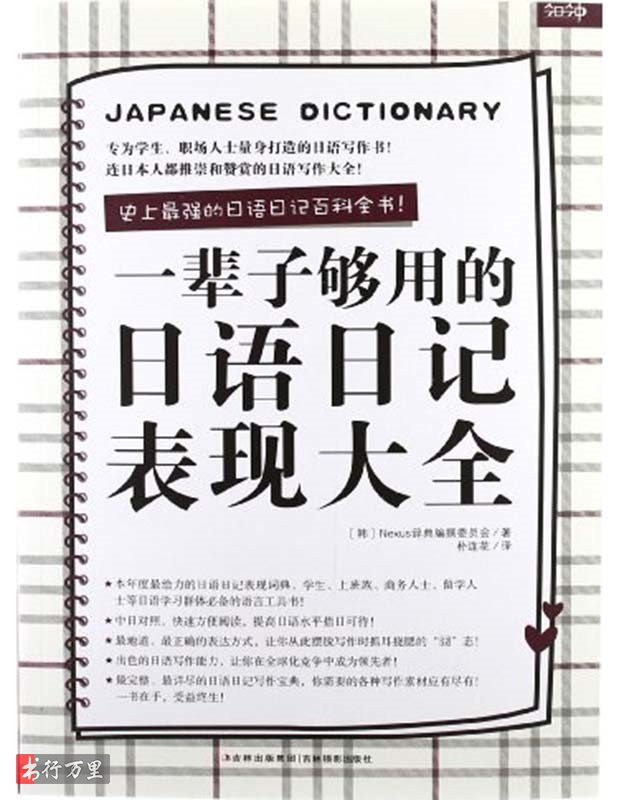 今日今中
JAPANESE DICTIONARY
专为学生、职场人士量身打造的日语写作书！
连日本人都推崇和赞赏的日语写作大全！
史上最强的日语日记百科全书！
一辈子够用的
日语日记
表现大全
［韩］Nexus辞典编撰委员会／著
朴连花／译
★本年度最给力的日语日记表现词典，学生、上班族、商务人士、留学人
士等日语学习群体必备的语言工具书！
★中日对照，快速方便阅读，提高日语水平指日可待！
★最地道、最正确的表达方式，让你从此摆脱写作时抓耳挠腮的“囧”态！
★出色的日语写作能力，让你在全球化竞争中成为领先者！
★最完整、最详尽的日语日记写作宝典，你需要的各种写作素材应有尽有！
一书在手，受益终生！
吉林出版集团|吉林摄影出版社
书行万里